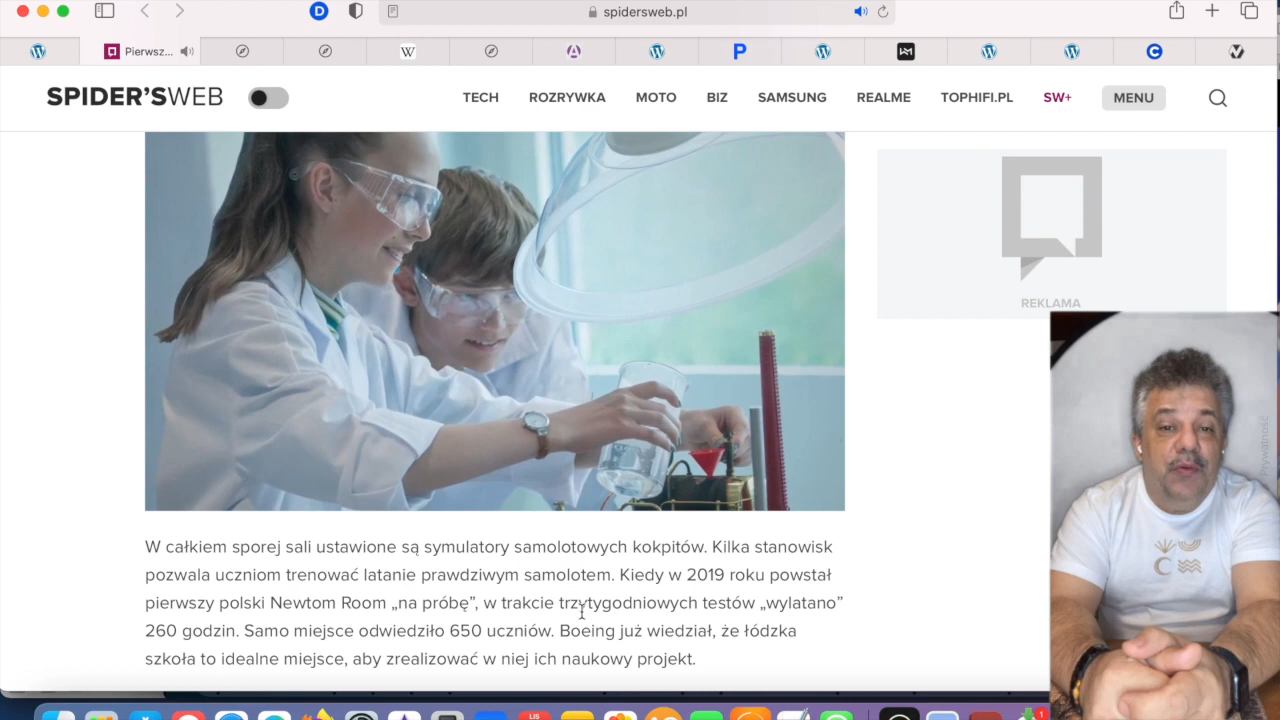 spidersweb.pl
Pierwsz...
SPIDER'SWEB
TECH ROZRYWKA MOTO BIZ SAMSUNG REALME TOPHIFI.PL SW+ MENU
REKLAMA
Prywatność
W całkiem sporej sali ustawione są symulatory samolotowych kokpitów. Kilka stanowisk
pozwala uczniom trenować latanie prawdziwym samolotem. Kiedy w 2019 roku powstał
pierwszy polski Newtom Room „na próbę”, w trakcie trzytygodniowych testów „wylatano”
260 godzin. Samo miejsce odwiedziło 650 uczniów. Boeing już wiedział, że łódzka
szkoła to idealne miejsce, aby zrealizować w niej ich naukowy projekt.
LIS
1